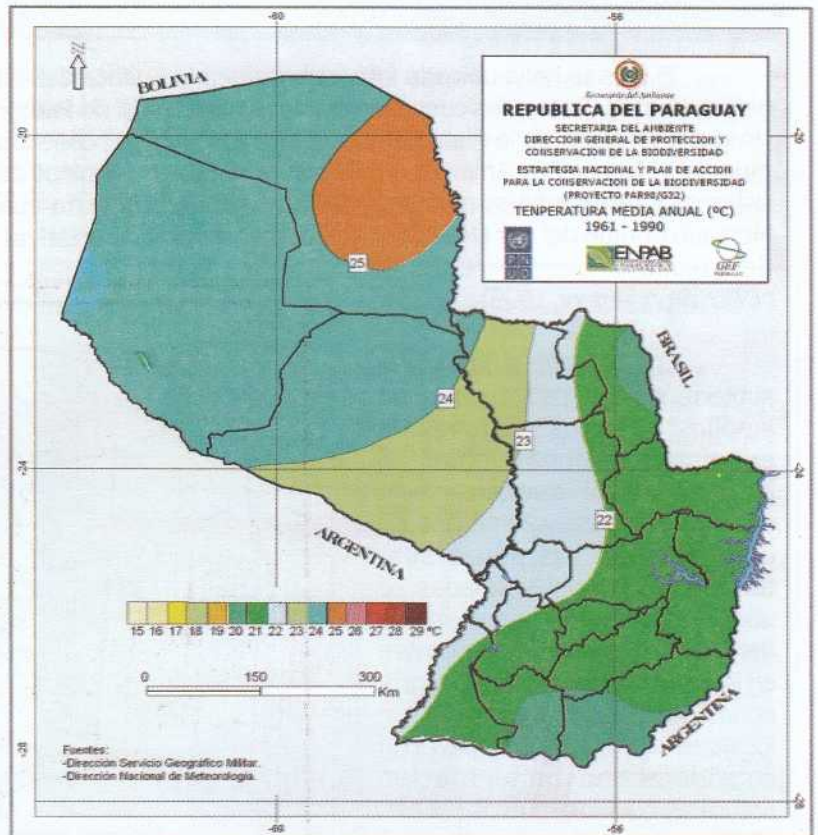 -60
-56
N
BOLIVIA
Secretaría del Ambiente
REPUBLICA DEL PARAGUAY
SECRETARIA DEL AMBIENTE
DIRECCION GENERAL DE PROTECCION Y
CONSERVACION DE LA BIODIVERSIDAD
ESTRATEGIA NACIONAL Y PLAN DE ACCION
PARA LA CONSERVACION DE LA BIODIVERSIDAD
(PROYECTO PAR98/G32)
TENPERATURA MEDIA ANUAL (ºC)
1961 - 1990
ENPAB
GEF
-20
25
BRASIL
24
23
-24
22
ARGENTINA
15 16 17 18 19 20 21 22 23 24 25 26 27 28 29 ºC
0 150 300
Km
ARGENTINA
-28
Fuentes:
-Dirección Servicio Geográfico Militar.
-Dirección Nacional de Meteorología.
-60
-56